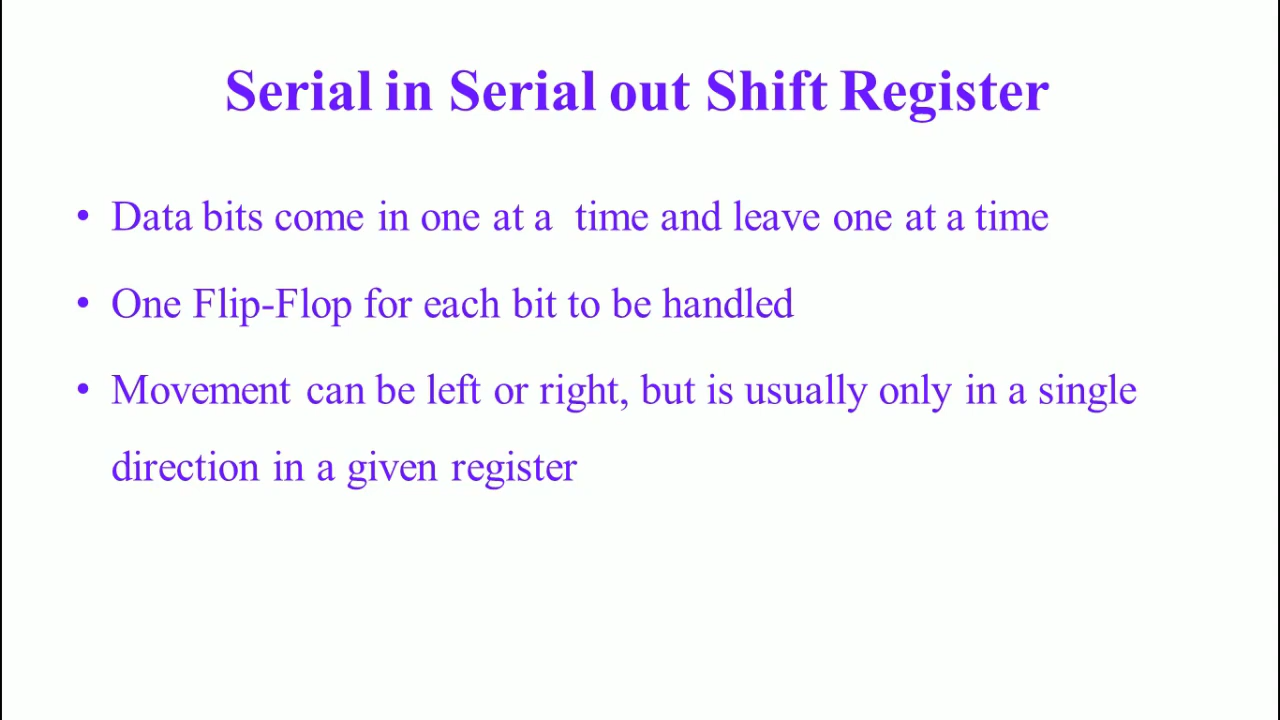 Serial in Serial out Shift Register
• Data bits come in one at a  time and leave one at a time
• One Flip-Flop for each bit to be handled
• Movement can be left or right, but is usually only in a single
direction in a given register